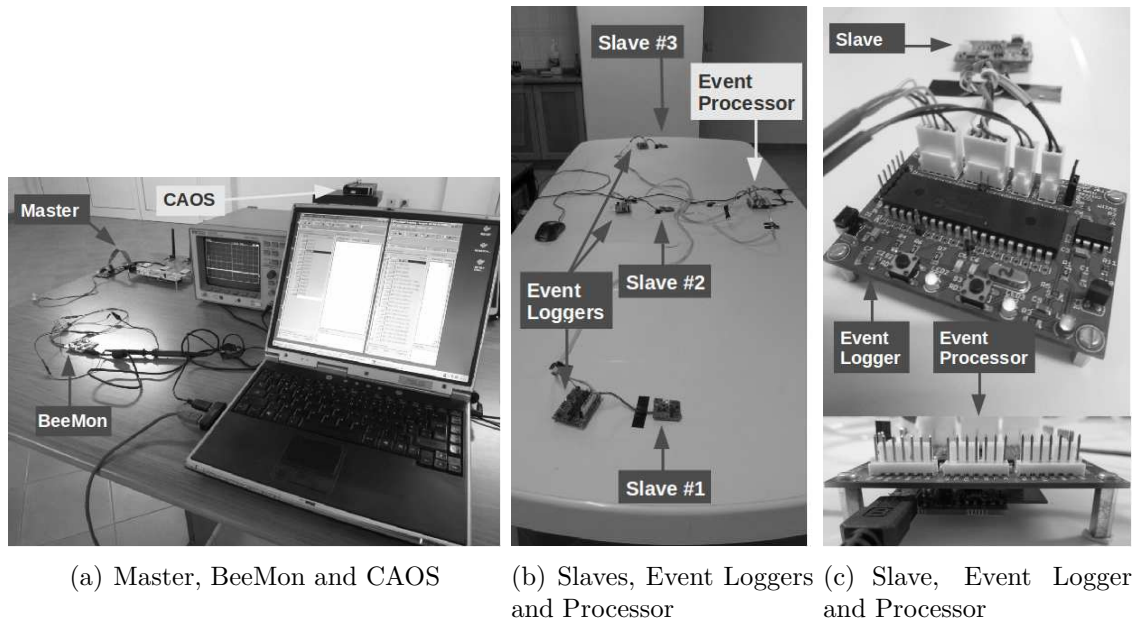 Master
CAOS
BeeMon
Slave #3
Event
Processor
Event
Loggers
Slave #2
Slave #1
Slave
Event
Logger
Event
Processor
(a) Master, BeeMon and CAOS
(b) Slaves, Event Loggers
and Processor
(c) Slave, Event Logger
and Processor